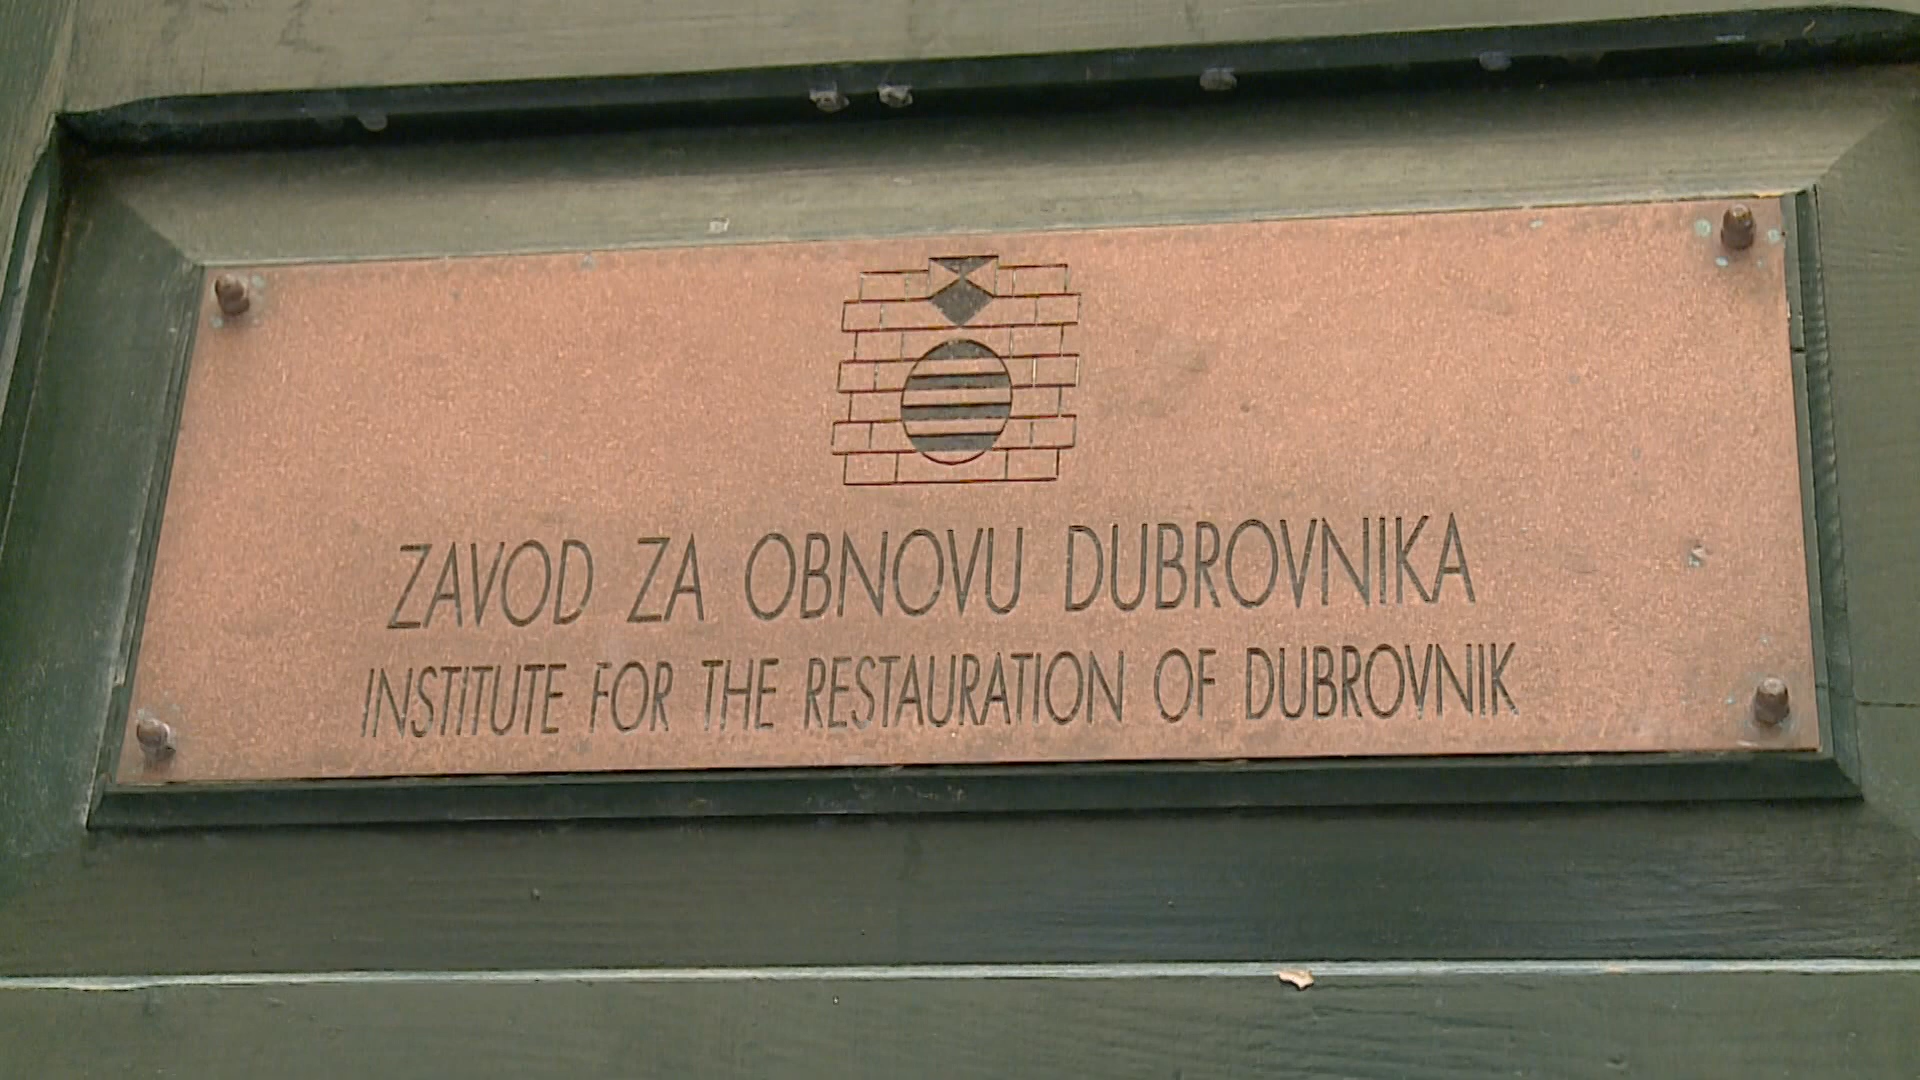 ZAVOD ZA OBNOVU DUBROVNIKA
INSTITUTE FOR THE RESTAURATION OF DUBROVNIK